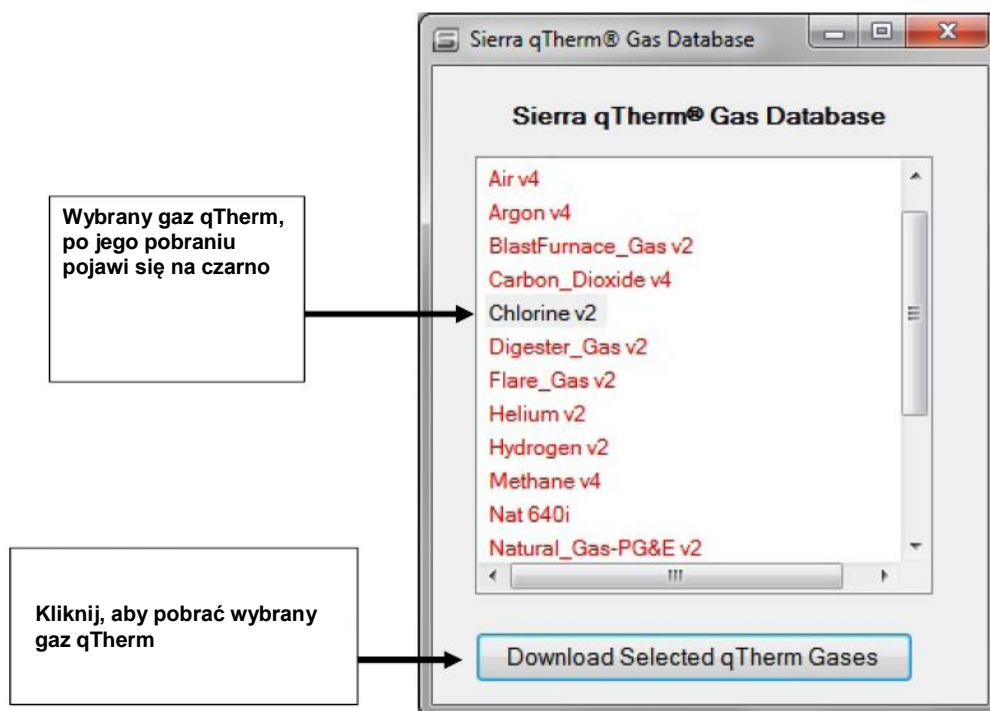 Sierra qTherm® Gas Database
Sierra qTherm® Gas Database
Air v4
Argon v4
BlastFurnace_Gas v2
Carbon_Dioxide v4
Chlorine v2
Digester_Gas v2
Flare_Gas v2
Helium v2
Hydrogen v2
Methane v4
Nat 640i
Natural_Gas-PG&E v2
Download Selected qTherm Gases
Wybrany gaz qTherm,
po jego pobraniu
pojawi się na czarno
Kliknij, aby pobrać wybrany
gaz qTherm